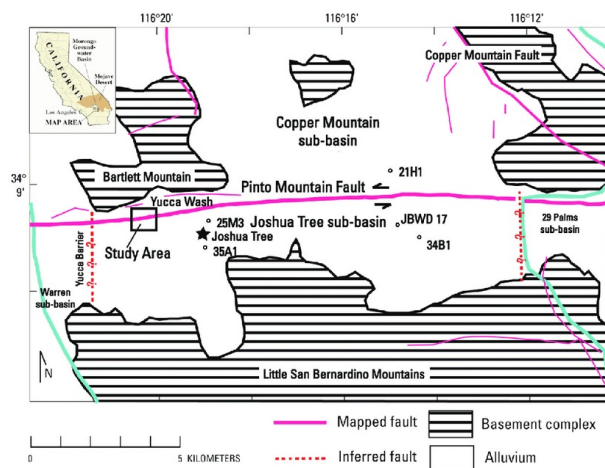 116°20'
116°16'
116°12'
Morongo
Ground-
water
Basin
CALIFORNIA
Mojave
Desert
Los Angeles
MAP AREA
Copper Mountain Fault
Copper Mountain
sub-basin
34°
9'
Bartlett Mountain
21H1
Pinto Mountain Fault
Yucca Wash
25M3
Joshua Tree sub-basin
JBWD 17
29 Palms
sub-basin
Joshua Tree
34B1
Study Area
35A1
Yucca Barrier
Warren
sub-basin
N
Little San Bernardino Mountains
Mapped fault
Basement complex
0
5 KILOMETERS
Inferred fault
Alluvium